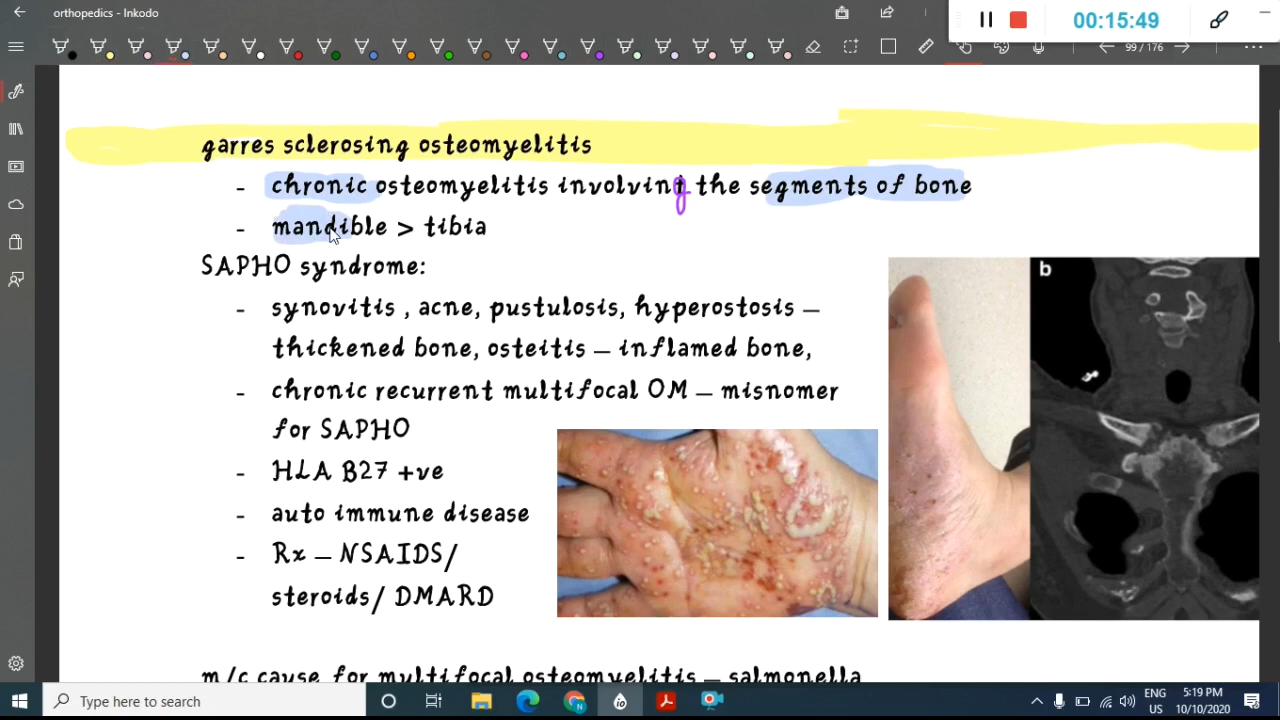 orthopedics - Inkodo
00:15:49
99 / 176
garres sclerosing osteomyelitis
- chronic osteomyelitis involving the segments of bone
- mandible > tibia
SAPHO syndrome:
- synovitis , acne, pustulosis, hyperostosis –
thickened bone, osteitis – inflamed bone,
- chronic recurrent multifocal OM – misnomer
for SAPHO
- HLA B27 +ve
- auto immune disease
- Rx – NSAIDS/
steroids/ DMARD
b
m/c cause for multifocal osteomyelitis – salmonella
Type here to search
ENG
US
5:19 PM
10/10/2020